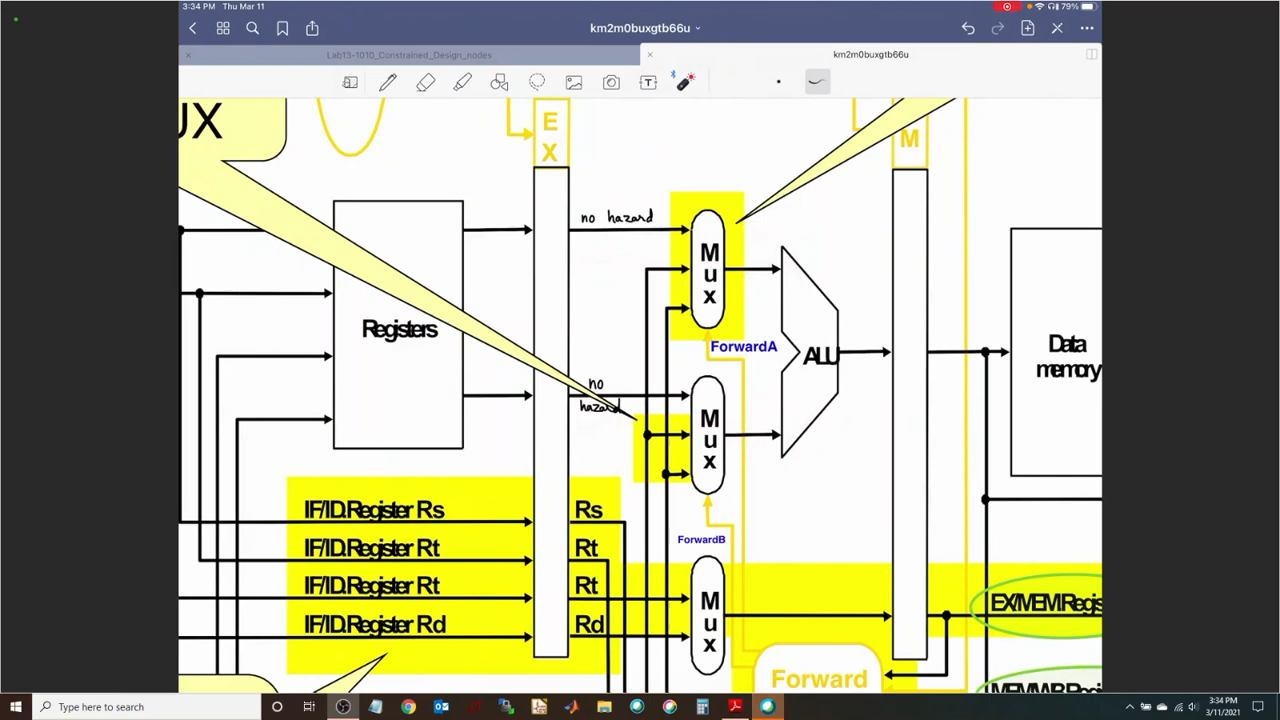 3:34 PM Thu Mar 11
79%
km2m0buxgtb66u
Lab13-1010_Constrained_Design_nodes
km2m0buxgtb66u
UX
E
X
M
no hazard
Mux
Registers
ForwardA
ALU
Data
memory
no
hazard
Mux
IF/ID.Register Rs
Rs
ForwardB
IF/ID.Register Rt
Rt
IF/ID.Register Rt
Rt
Mux
EX/MEM.Regis
IF/ID.Register Rd
Rd
Forward
MEM/WB.Regis
Type here to search
3:34 PM
3/11/2021